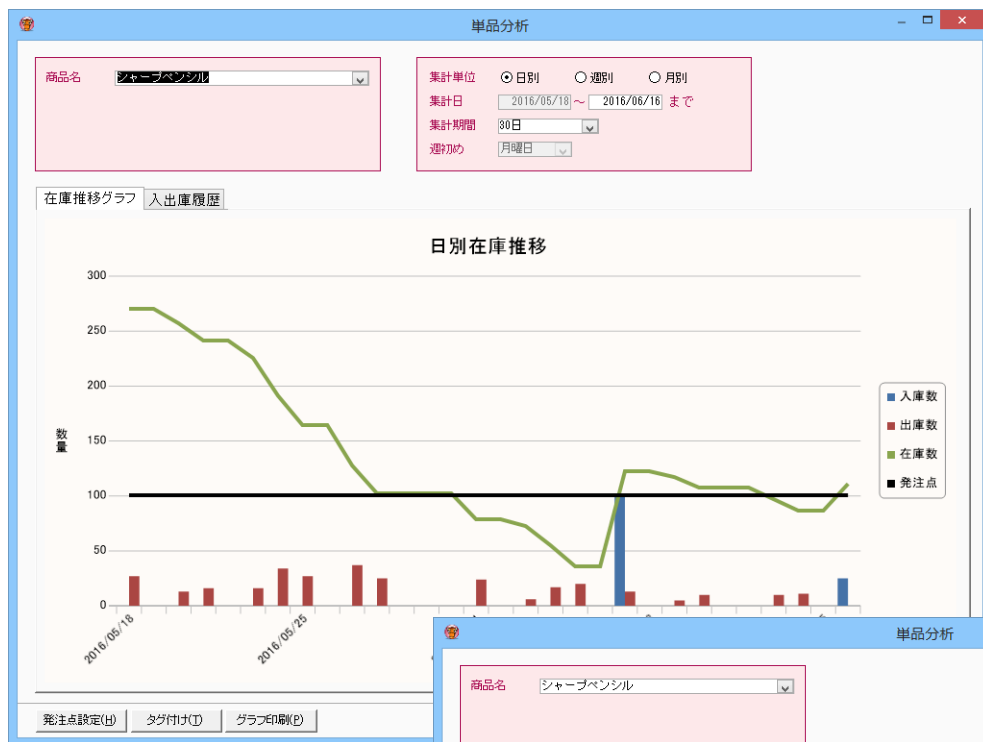 単品分析
商品名 シャープペンシル
集計単位 日別 週別 月別
集計日 2016/05/18 ～ 2016/06/16 まで
集計期間 30日
週初め 月曜日
在庫推移グラフ 入出庫履歴
日別在庫推移
300
250
200
150
100
50
0
数量
2016/05/18
2016/05/25
入庫数
出庫数
在庫数
発注点
発注点設定(H) タグ付け(T) グラフ印刷(P)
単品分析
商品名 シャープペンシル